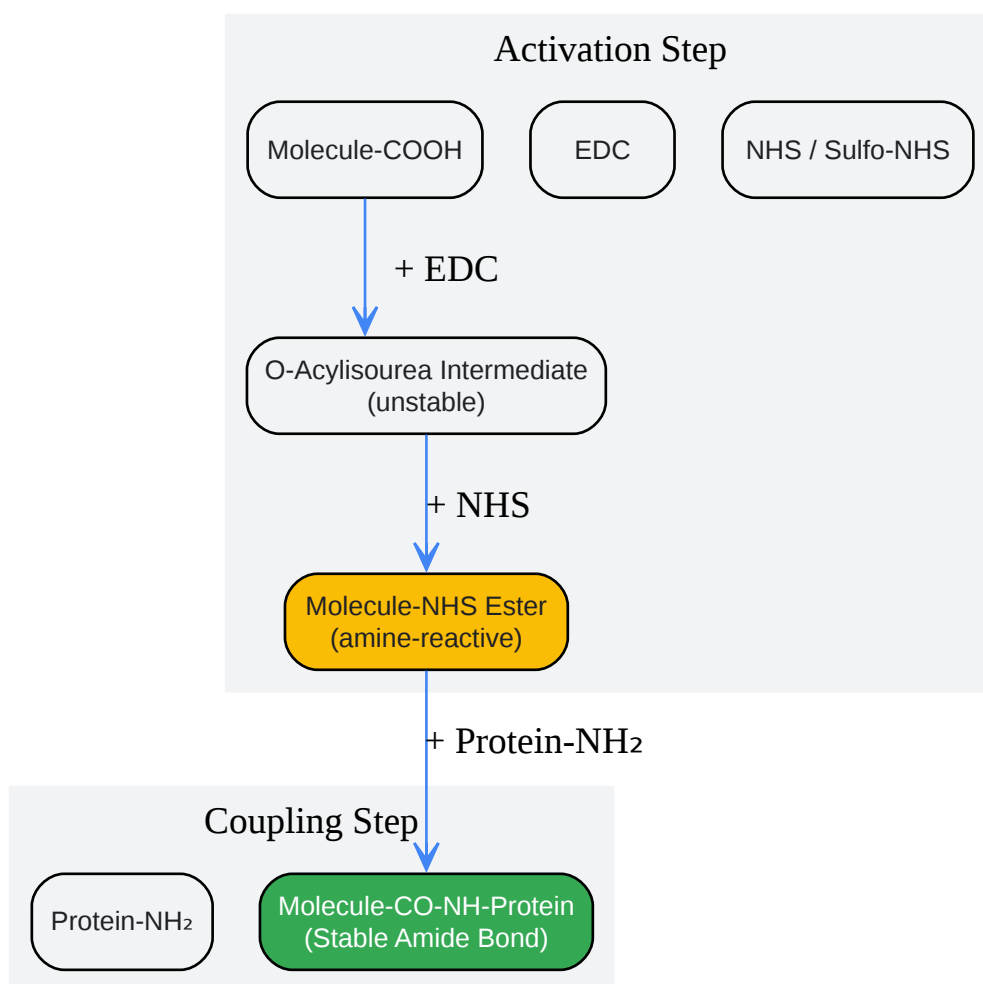 Activation Step
Molecule-COOH
EDC
NHS / Sulfo-NHS
+ EDC
O-Acylisourea Intermediate
(unstable)
+ NHS
Molecule-NHS Ester
(amine-reactive)
+ Protein-NH₂
Coupling Step
Protein-NH₂
Molecule-CO-NH-Protein
(Stable Amide Bond)